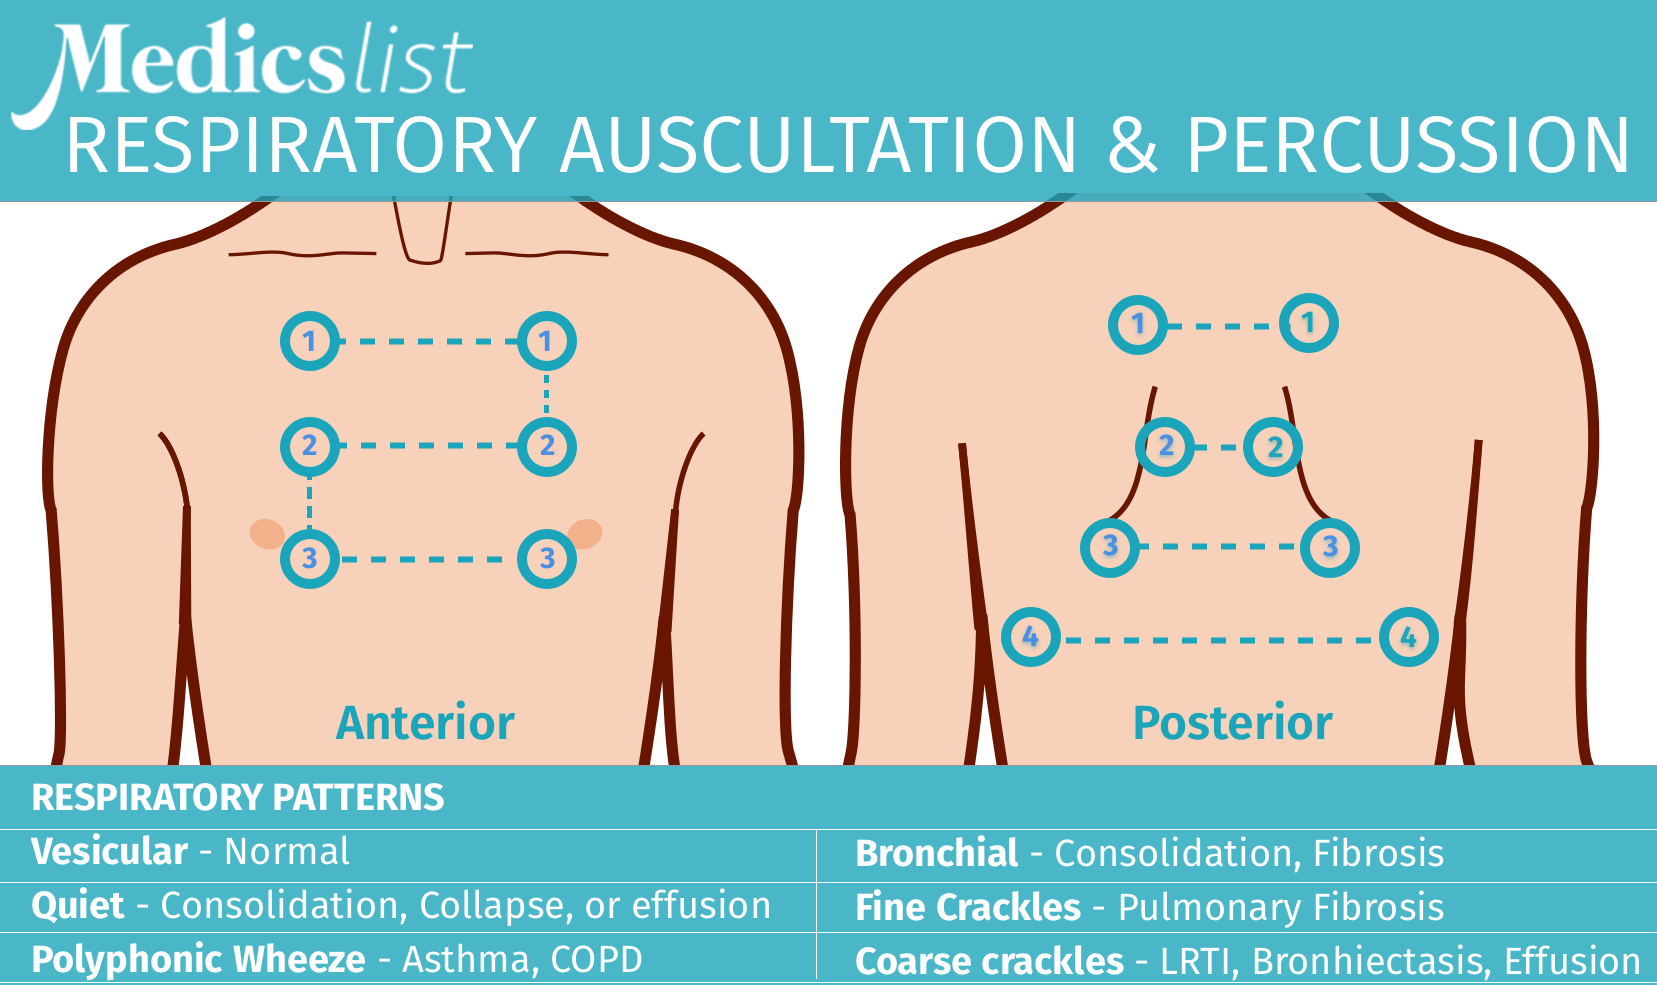 Medicslist
RESPIRATORY AUSCULTATION & PERCUSSION
1 1
2 2
3 3
Anterior
1 1
2 2
3 3
4 4
Posterior
RESPIRATORY PATTERNS
Vesicular - Normal
Quiet - Consolidation, Collapse, or effusion
Polyphonic Wheeze - Asthma, COPD
Bronchial - Consolidation, Fibrosis
Fine Crackles - Pulmonary Fibrosis
Coarse crackles - LRTI, Bronhiectasis, Effusion